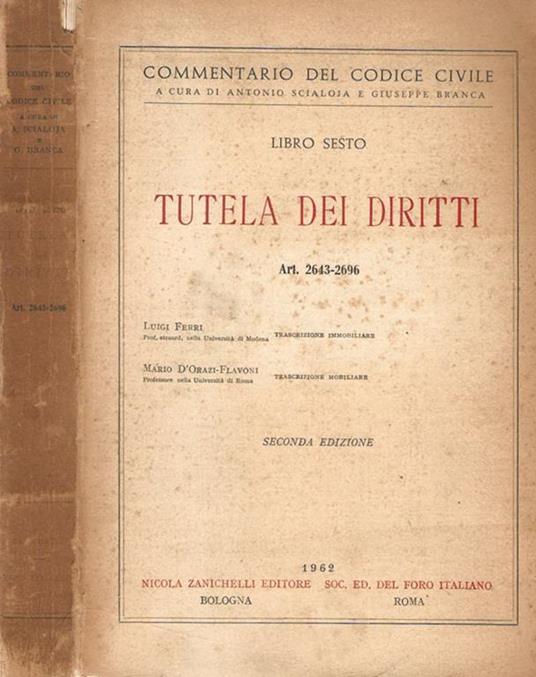 COMMENTARIO
DEL
CODICE CIVILE
A CURA DI
A. SCIALOJA
E
G. BRANCA
Art. 2643-2696
COMMENTARIO DEL CODICE CIVILE
A CURA DI ANTONIO SCIALOJA E GIUSEPPE BRANCA
LIBRO SESTO
TUTELA DEI DIRITTI
Art. 2643-2696
LUIGI FERRI
Prof. straord. nella Università di Modena
TRASCRIZIONE IMMOBILIARE
MARIO D'ORAZI-FLAVONI
Professore nella Università di Roma
TRASCRIZIONE MOBILIARE
SECONDA EDIZIONE
1962
NICOLA ZANICHELLI EDITORE SOC. ED. DEL FORO ITALIANO
BOLOGNA ROMA